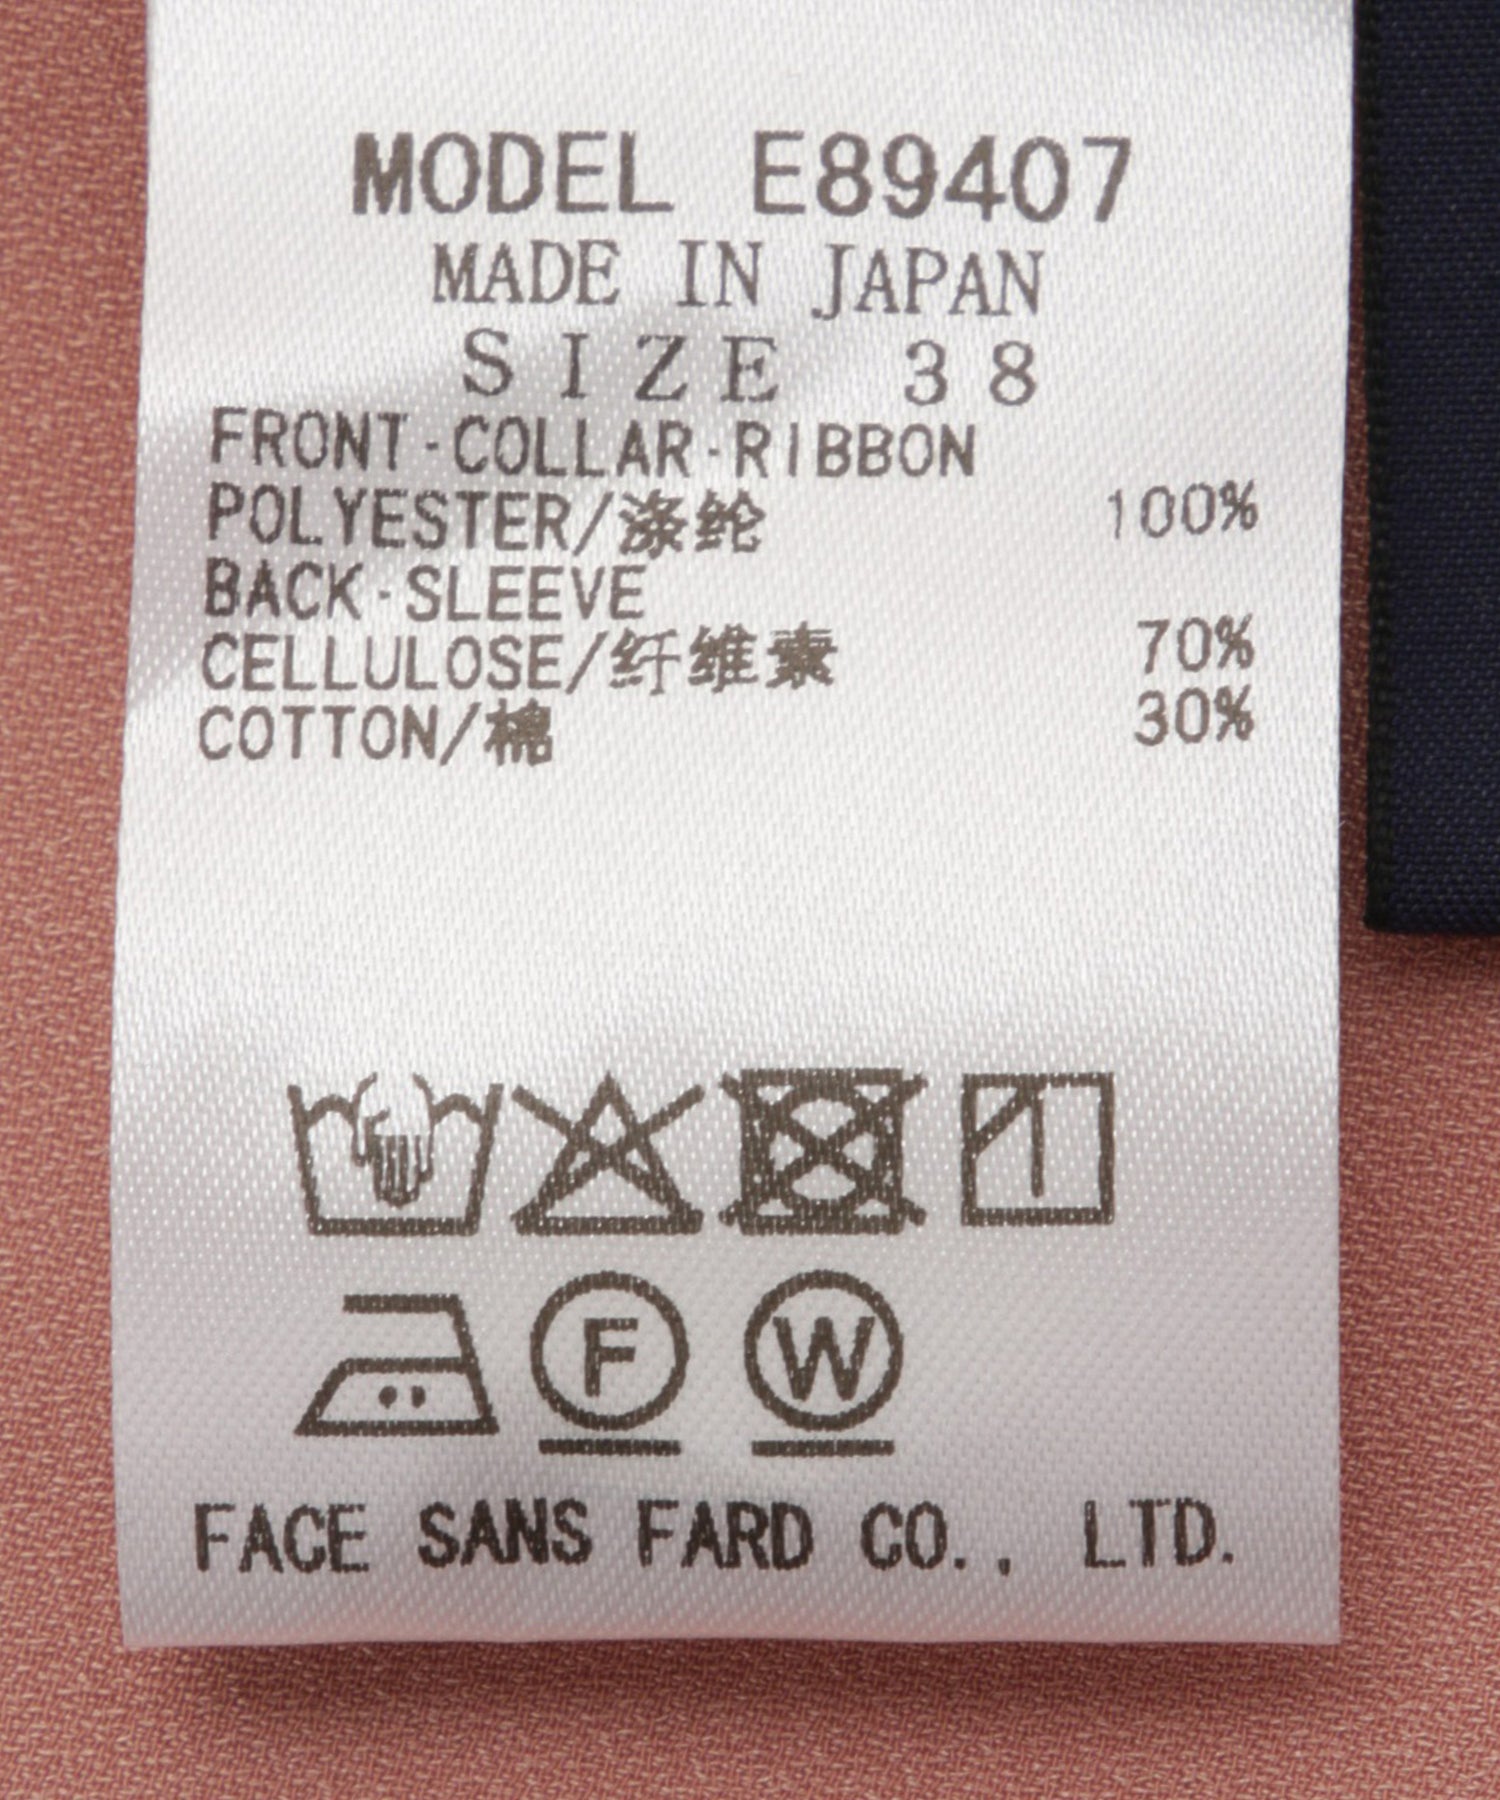 MODEL E89407
MADE IN JAPAN
SIZE 38
FRONT・COLLAR・RIBBON
POLYESTER/涤纶 100%
BACK・SLEEVE
CELLULOSE/纤维素 70%
COTTON/棉 30%
F W
FACE SANS FARD CO., LTD.